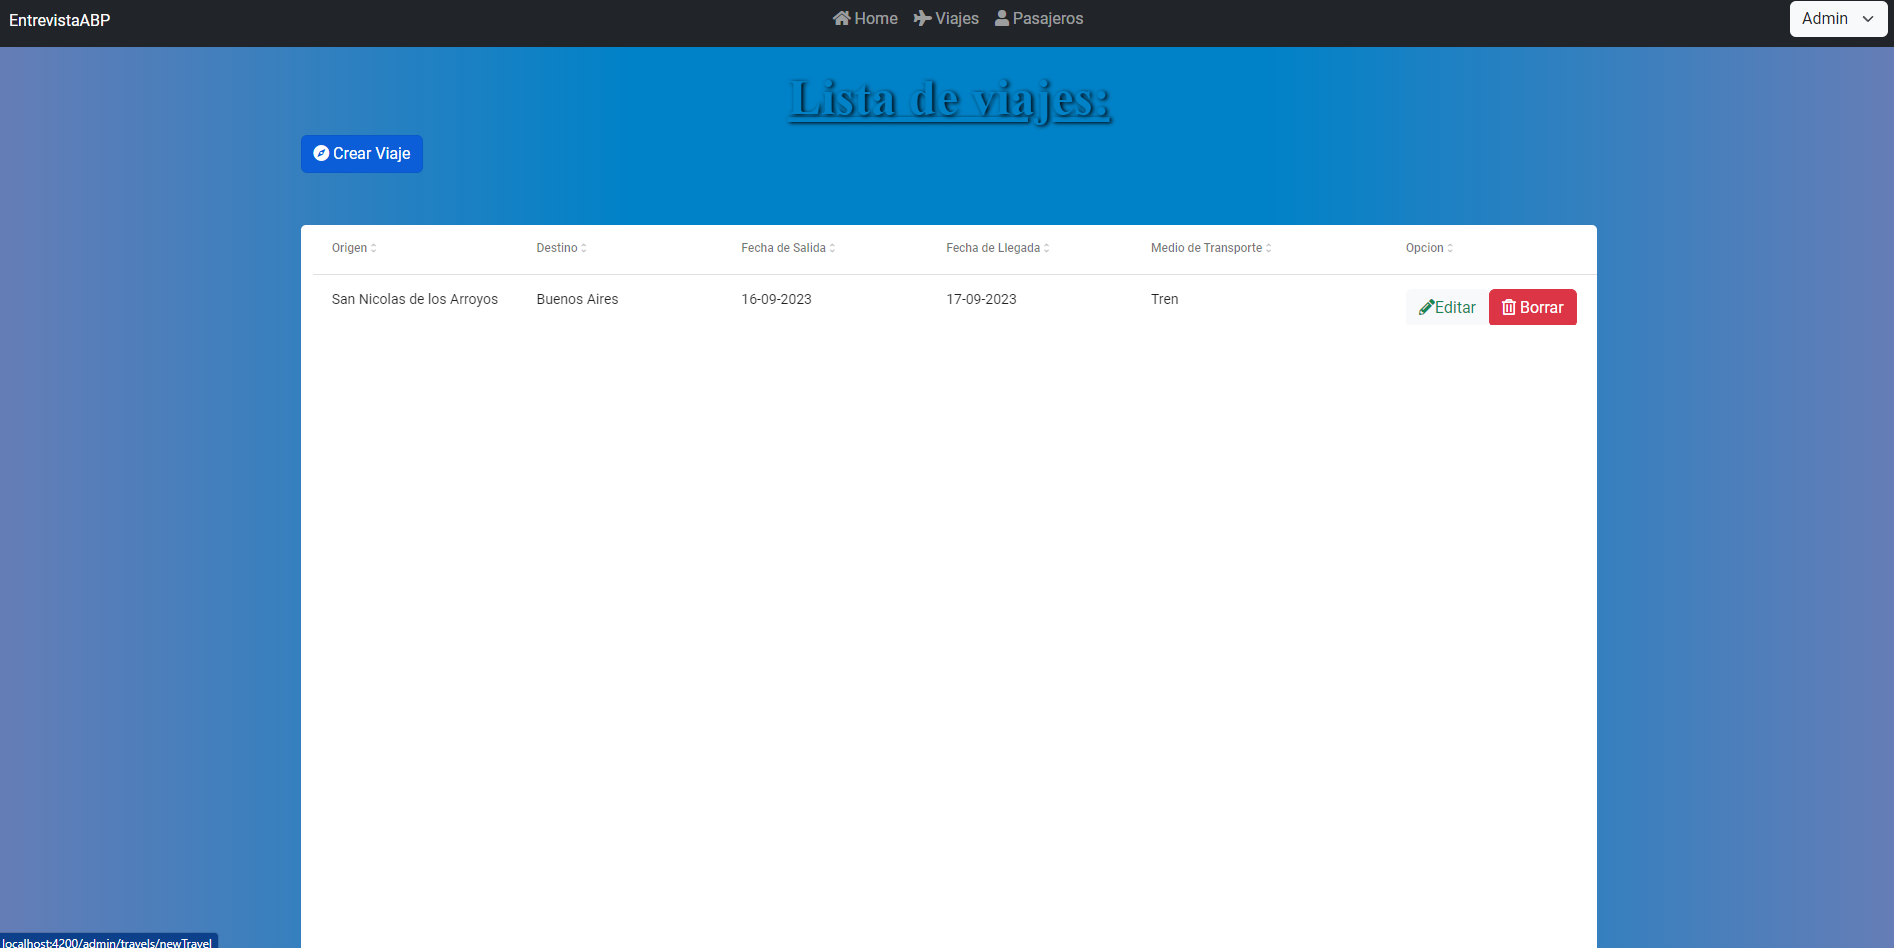 EntrevistaABP
Home Viajes Pasajeros
Admin
Lista de viajes:
Crear Viaje
Origen Destino Fecha de Salida Fecha de Llegada Medio de Transporte Opcion
San Nicolas de los Arroyos Buenos Aires 16-09-2023 17-09-2023 Tren Editar Borrar
localhost:4200/admin/travels/newTravel